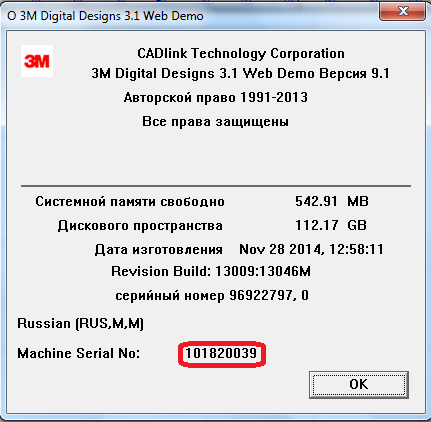 О 3M Digital Designs 3.1 Web Demo
3M
CADlink Technology Corporation
3M Digital Designs 3.1 Web Demo Версия 9.1
Авторской право 1991-2013
Все права защищены
Системной памяти свободно 542.91 MB
Дискового пространства 112.17 GB
Дата изготовления Nov 28 2014, 12:58:11
Revision Build: 13009:13046M
серийный номер 96922797, 0
Russian (RUS,M,M)
Machine Serial No: 101820039
OK